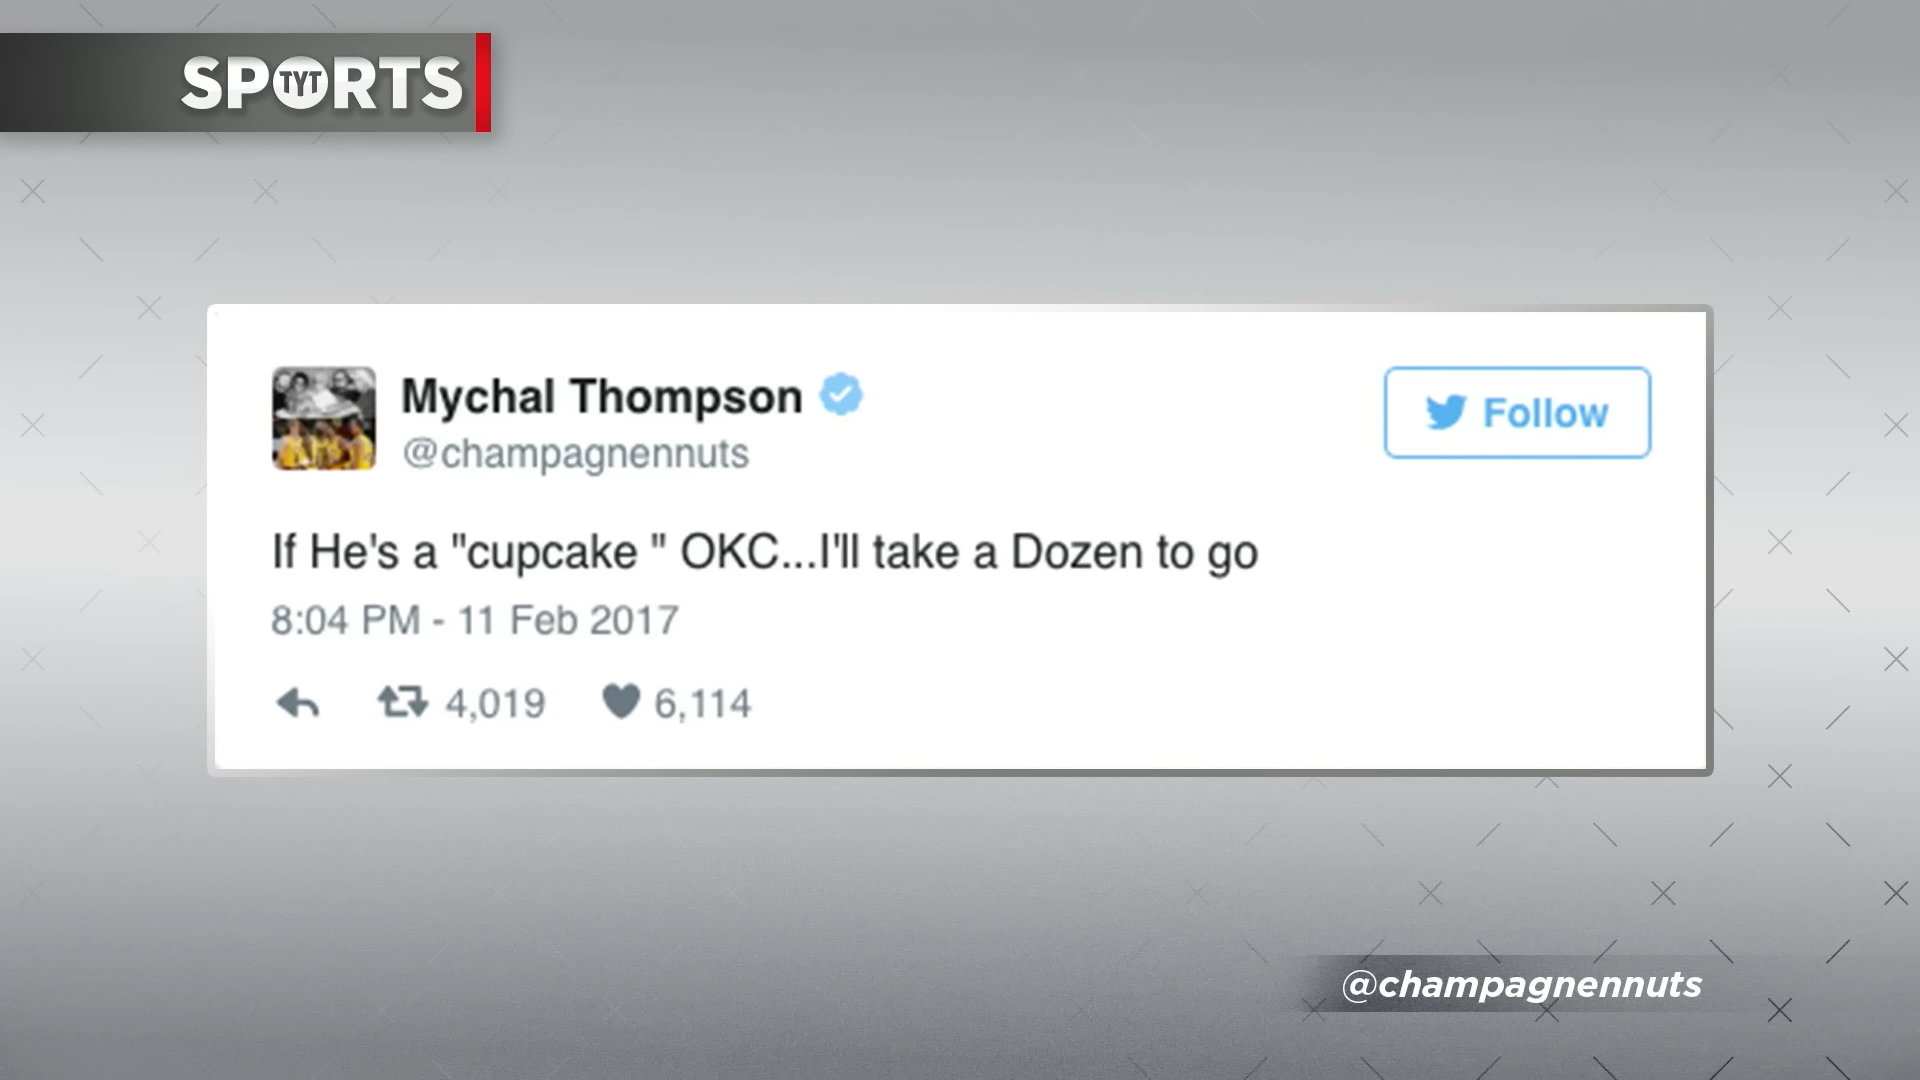 SPORTS
TYT
Mychal Thompson
@champagnennuts
Follow
If He's a "cupcake " OKC...I'll take a Dozen to go
8:04 PM - 11 Feb 2017
4,019 6,114
@champagnennuts